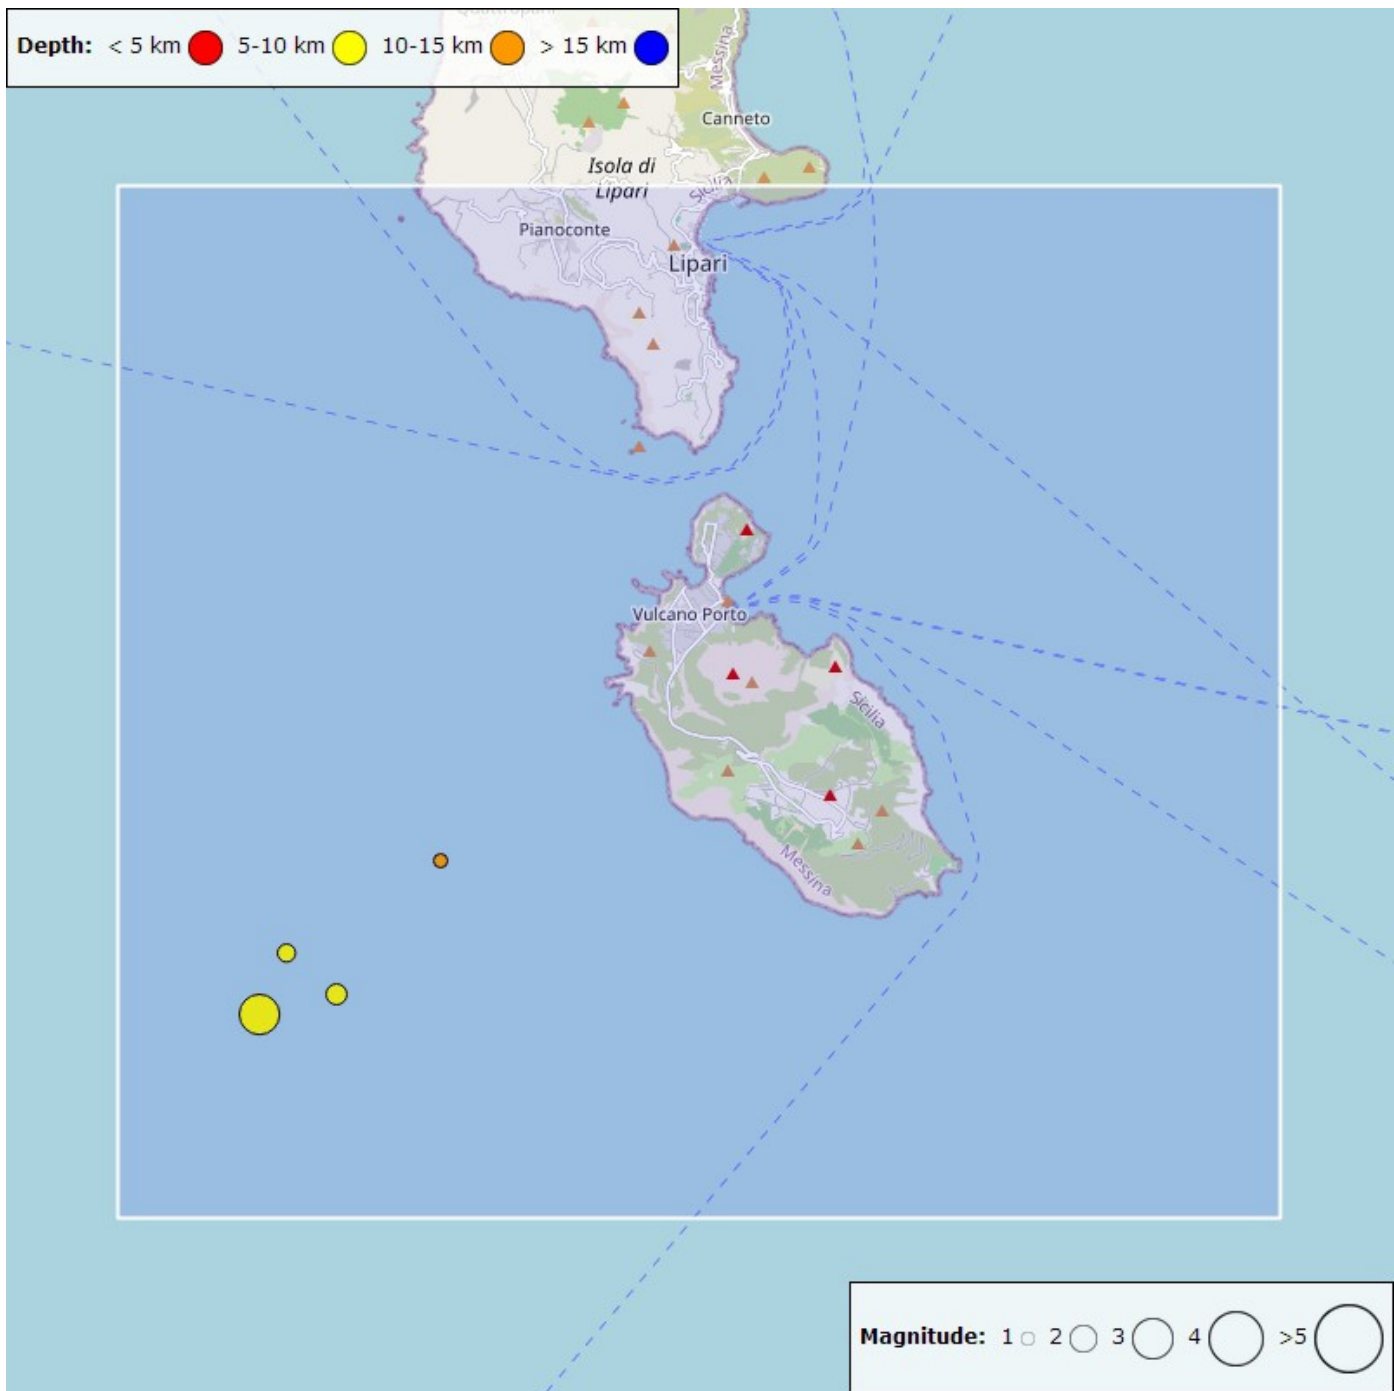 Quattropani
Depth: < 5 km 5-10 km 10-15 km > 15 km
Messina
Canneto
Isola di
Lipari
Sicilia
Pianoconte
Lipari
Vulcano Porto
Sicilia
Messina
Magnitude: 1 2 3 4 >5